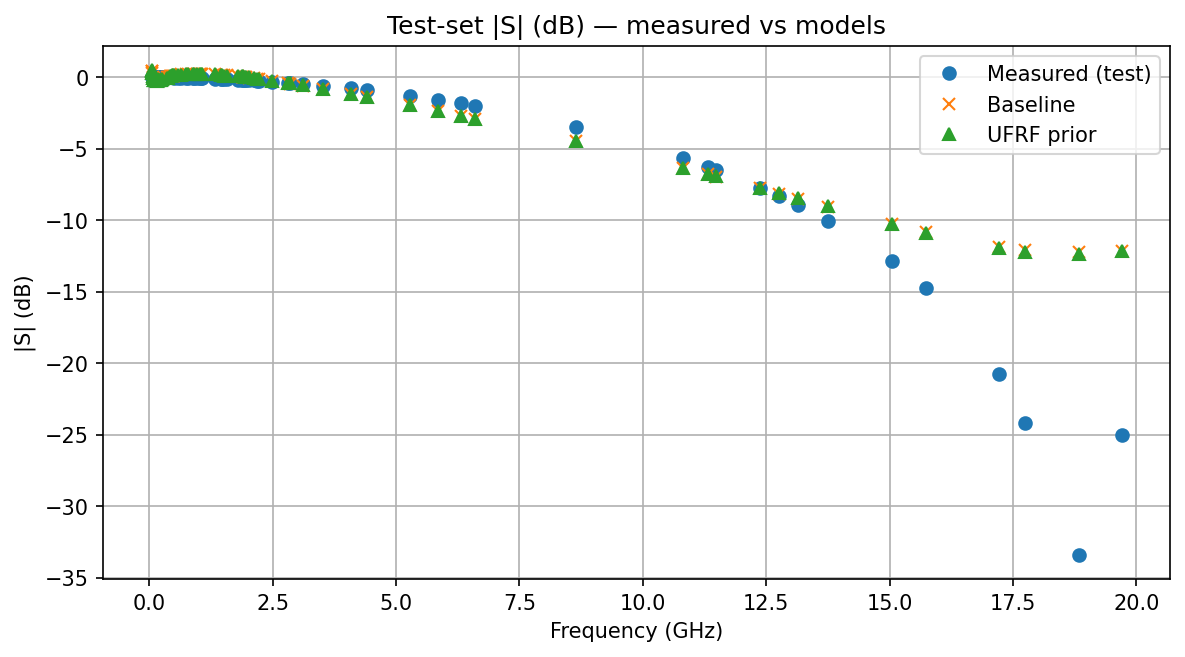 Test-set |S| (dB) — measured vs models
Measured (test)
Baseline
UFRF prior
|S| (dB)
0
−5
−10
−15
−20
−25
−30
−35
0.0
2.5
5.0
7.5
10.0
12.5
15.0
17.5
20.0
Frequency (GHz)